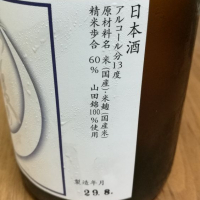 日本酒
アルコール分13度
原材料名 米(国産)・米麹(国産米)
精米歩合 60% 山田錦100%使用
製造年月
29.8.